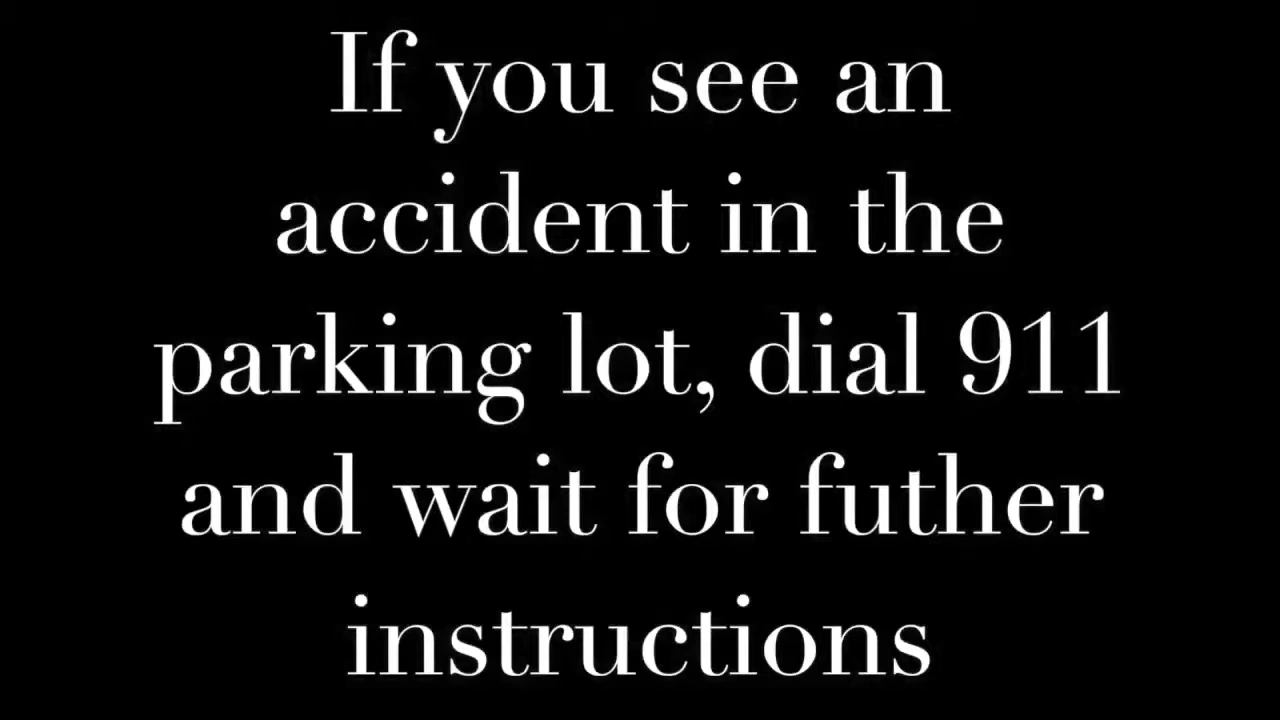 If you see an
accident in the
parking lot, dial 911
and wait for futher
instructions